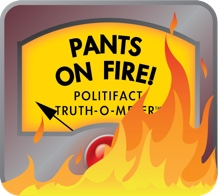 PANTS
ON FIRE!
POLITIFACT
TRUTH-O-METER™